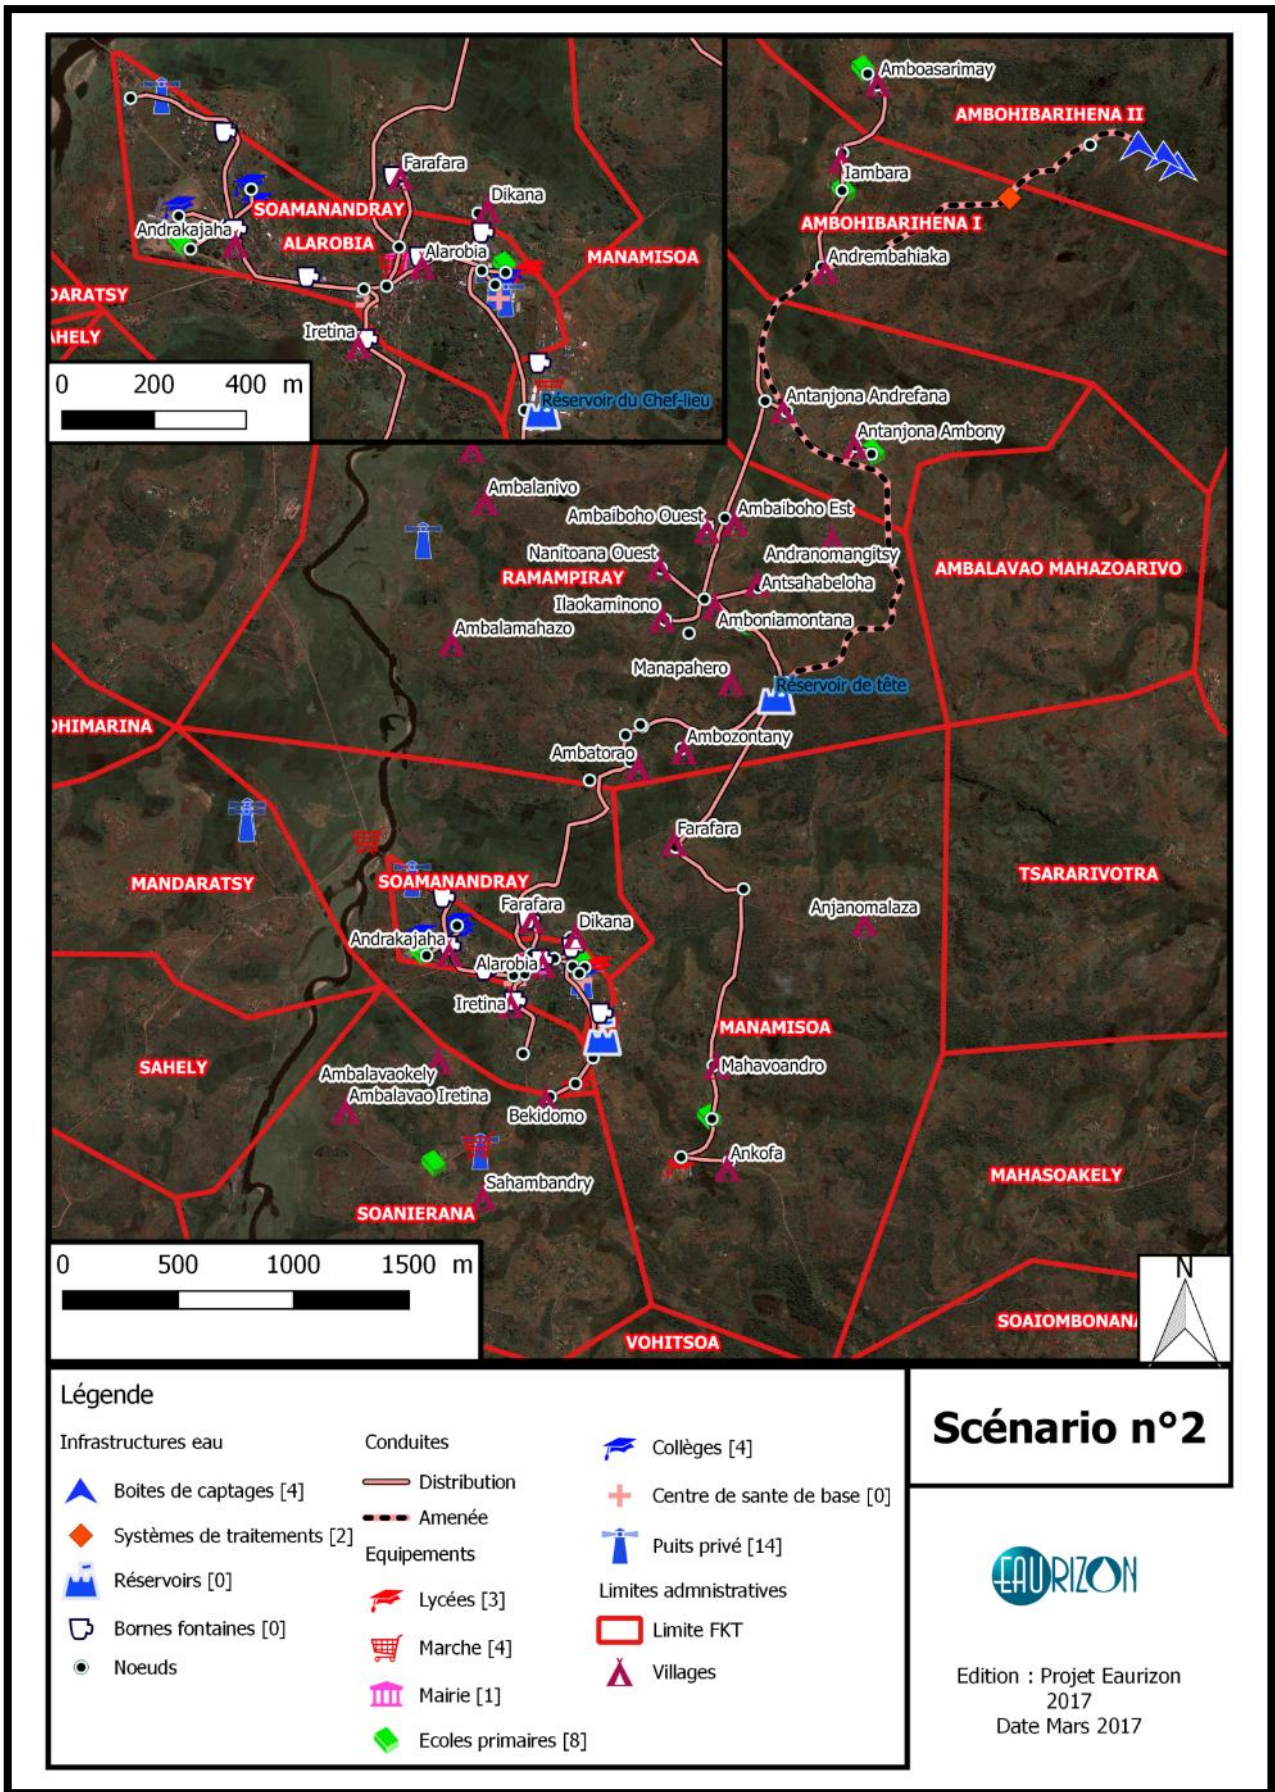 Amboasarimay
AMBOHIBARIHENA II
Iambara
AMBOHIBARIHENA I
Andrembahiaka
Farafara
Dikana
SOAMANANDRAY
Andrakajaha
ALAROBIA
Alarobia
MANAMISOA
DARATSY
AHELY
Iretina
0 200 400 m
Réservoir du Chef-lieu
Antanjona Andrefana
Antanjona Ambony
Ambalanivo
Ambaiboho Ouest
Ambaiboho Est
Nanitoana Ouest
Andranomangitsy
RAMAMPIRAY
Antsahabeloha
AMBALAVAO MAHAZOARIVO
Ilaokaminono
Amboniamontana
Ambalamahazo
Manapahero
Réservoir de tête
OHIMARINA
Ambozontany
Ambatorao
Farafara
MANDARATSY
SOAMANANDRAY
TSARARIVOTRA
Farafara
Dikana
Anjanomalaza
Andrakajaha
Alarobia
Iretina
MANAMISOA
SAHELY
Ambalavaokely
Mahavoandro
Ambalavao Iretina
Bekidomo
Ankofa
Sahambandry
MAHASOAKELY
SOANIERANA
0 500 1000 1500 m
N
SOAIOMBONANA
VOHITSOA
Légende
Infrastructures eau
Boites de captages [4]
Systèmes de traitements [2]
Réservoirs [0]
Bornes fontaines [0]
Noeuds
Conduites
Distribution
Amenée
Equipements
Lycées [3]
Marche [4]
Mairie [1]
Ecoles primaires [8]
Collèges [4]
Centre de sante de base [0]
Puits privé [14]
Limites admnistratives
Limite FKT
Villages
Scénario n°2
EAURIZON
Edition : Projet Eaurizon
2017
Date Mars 2017